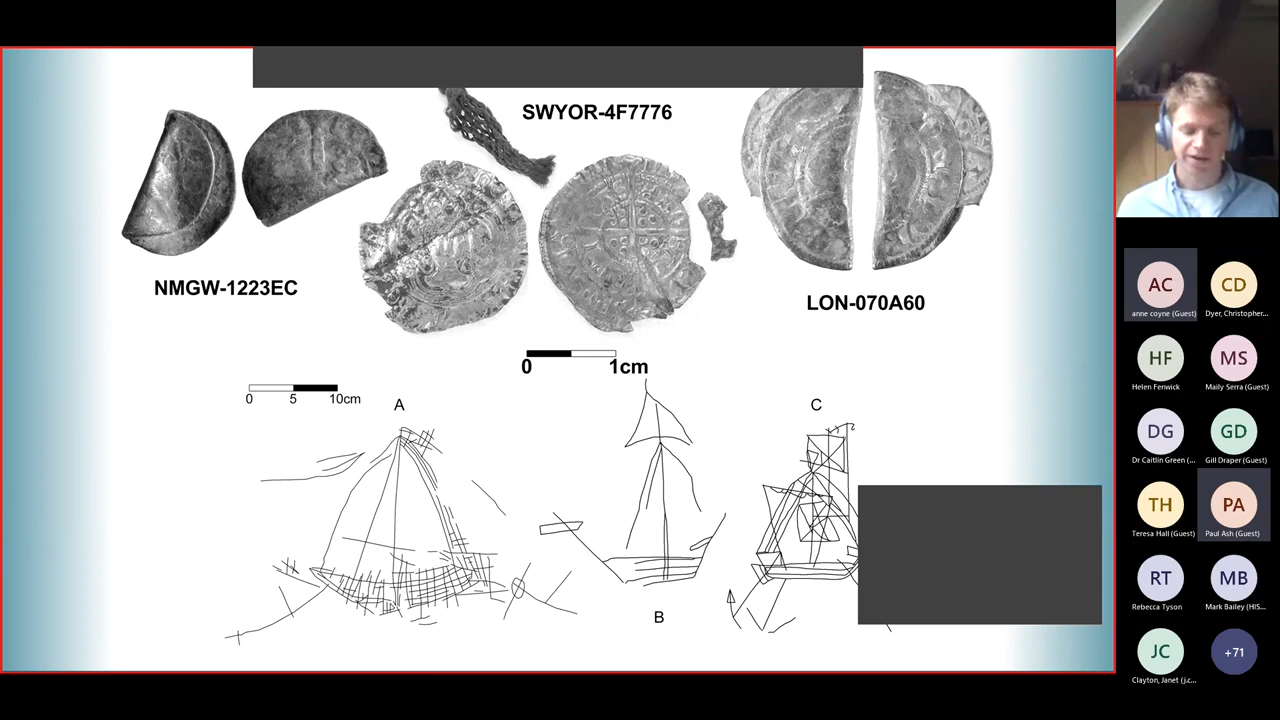 SWYOR-4F7776
NMGW-1223EC
LON-070A60
0 1cm
0 5 10cm
A
C
B
AC
anne coyne (Guest)
CD
Dyer, Christopher...
HF
Helen Fenwick
MS
Maily Serra (Guest)
DG
Dr Caitlin Green (...
GD
Gill Draper (Guest)
TH
Teresa Hall (Guest)
PA
Paul Ash (Guest)
RT
Rebecca Tyson
MB
Mark Bailey (HIS...
JC
Clayton, Janet (j.c...
+71